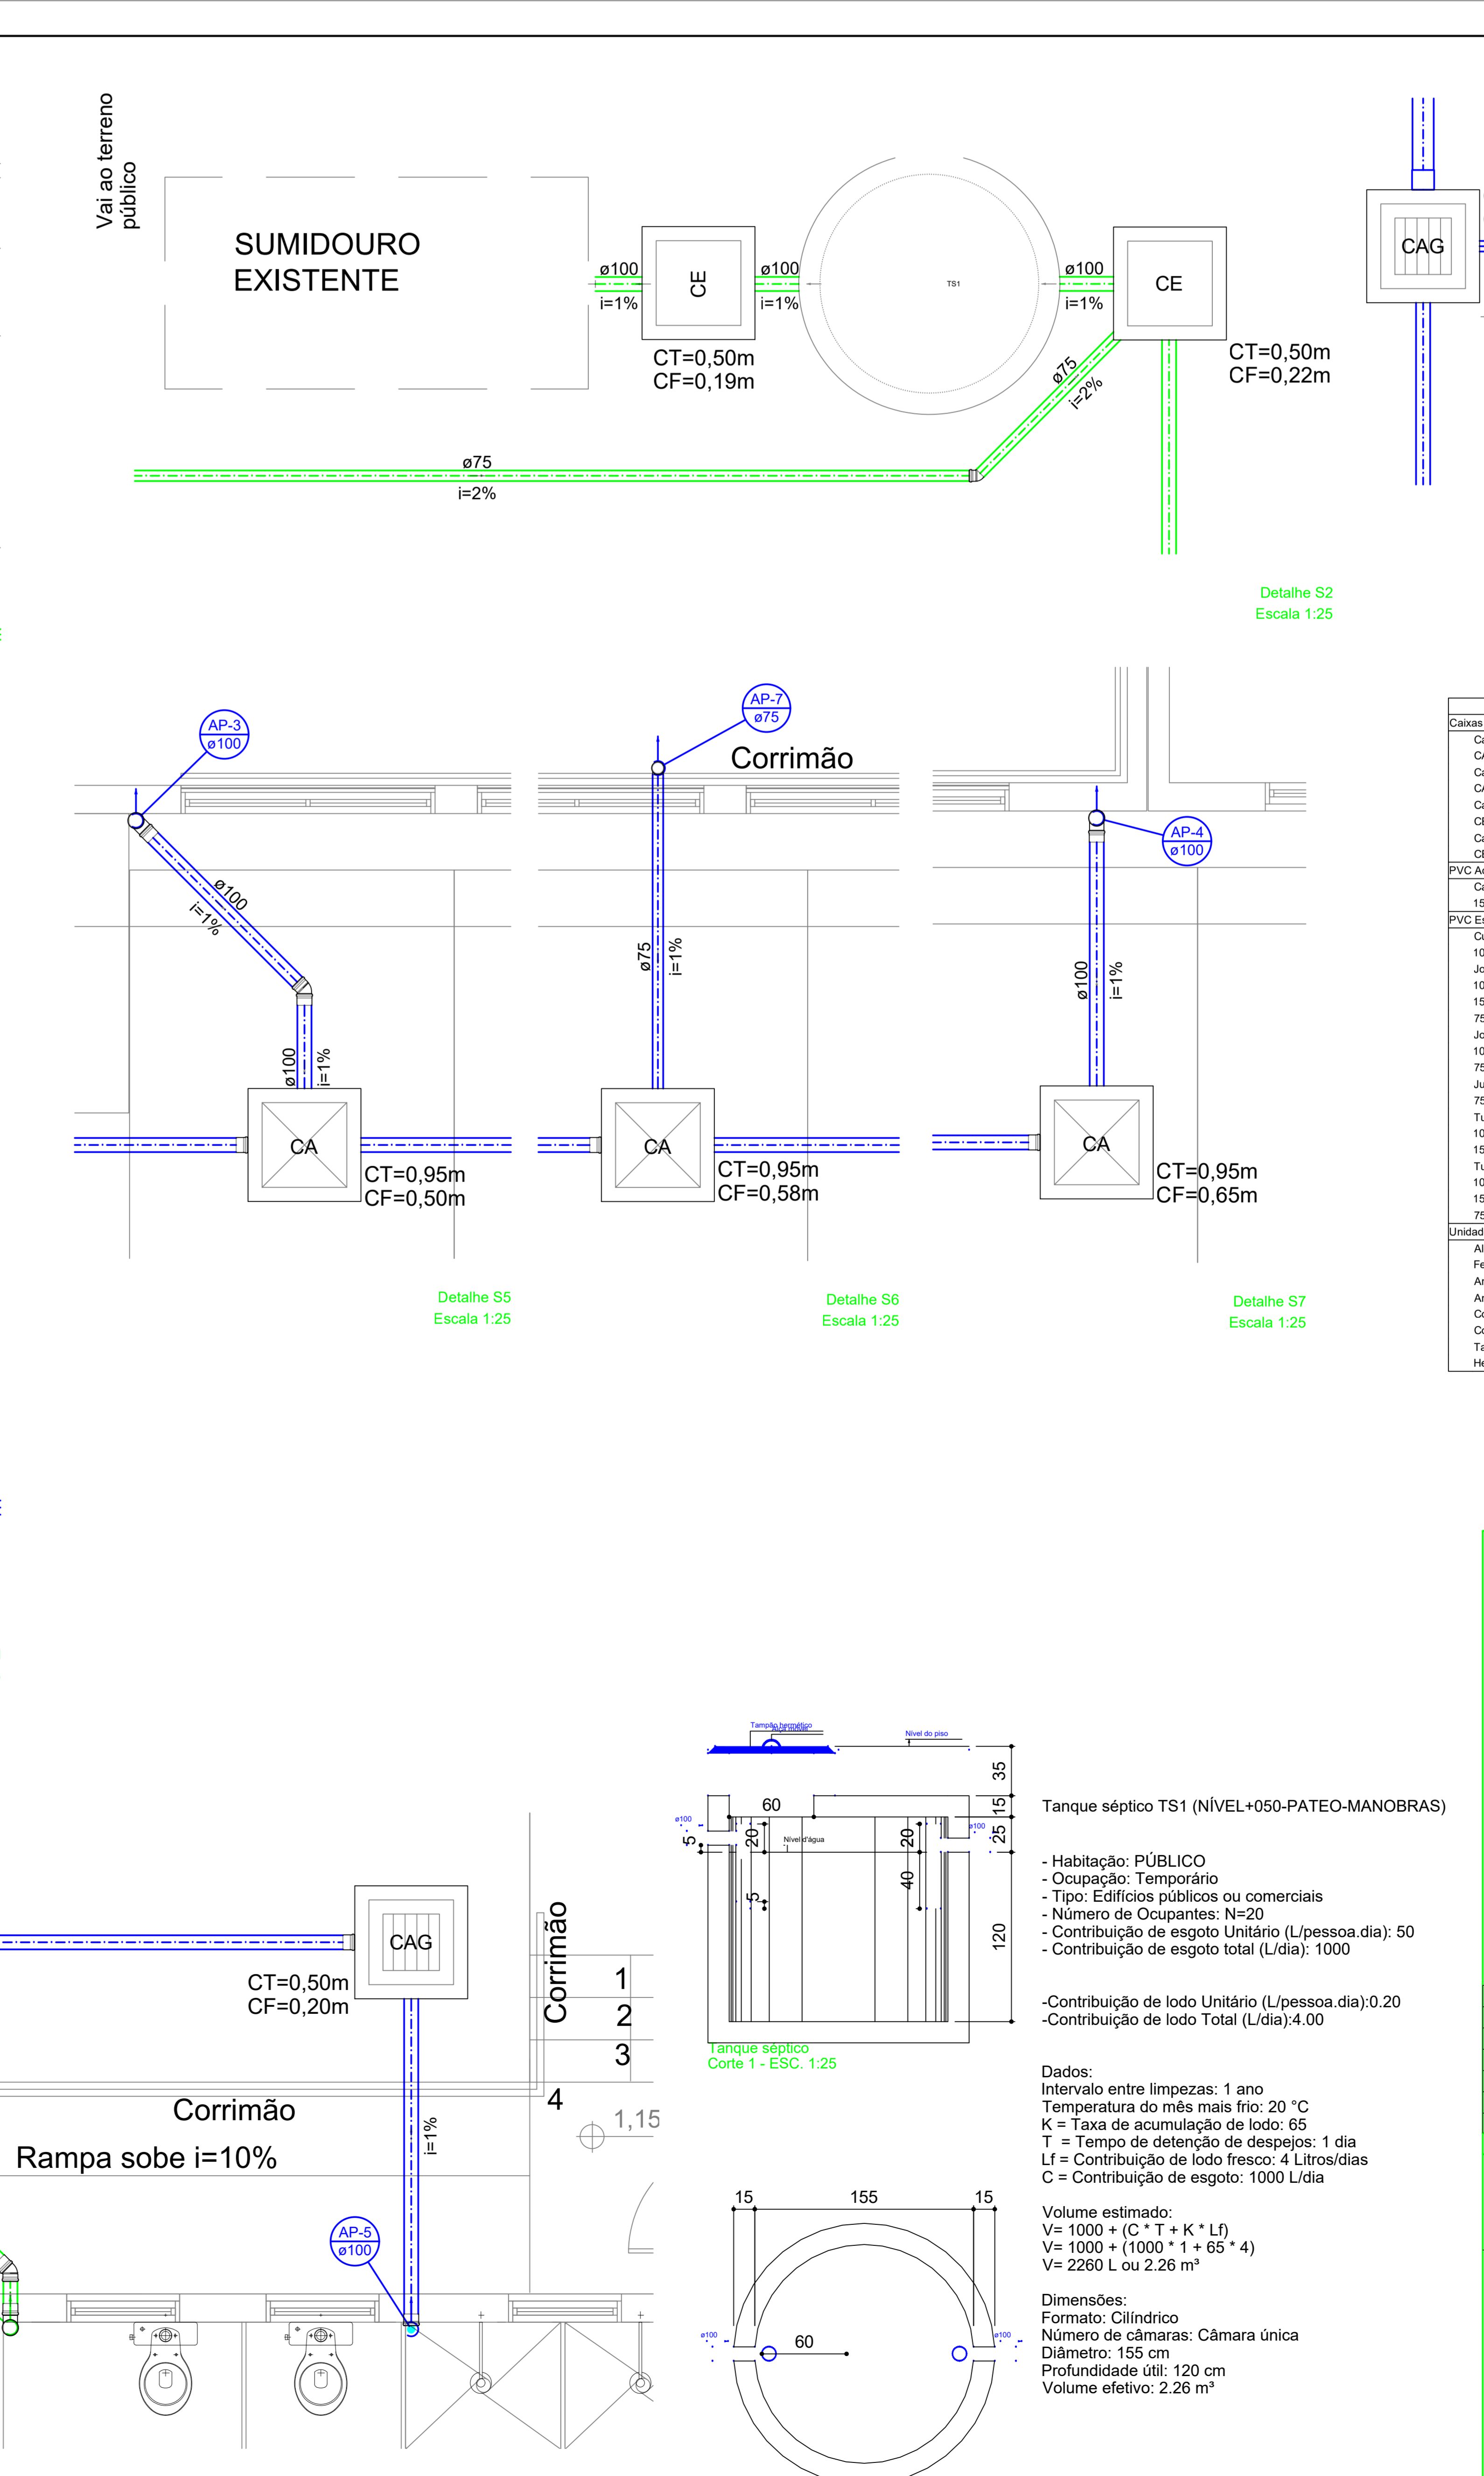 Vai ao terreno
público
SUMIDOURO
EXISTENTE
ø100
i=1%
CE
CT=0,50m
CF=0,19m
ø100
i=1%
TS1
ø100
i=1%
CE
CT=0,50m
CF=0,22m
ø75
i=2%
ø75
i=2%
Detalhe S2
Escala 1:25
CAG
AP-3
ø100
ø100
i=1%
ø100
i=1%
CA
CT=0,95m
CF=0,50m
Detalhe S5
Escala 1:25
AP-7
ø75
Corrimão
ø75
i=1%
CA
CT=0,95m
CF=0,58m
Detalhe S6
Escala 1:25
AP-4
ø100
ø100
i=1%
CA
CT=0,95m
CF=0,65m
Detalhe S7
Escala 1:25
Caixas
PVC
Unidad
CAG
CT=0,50m
CF=0,20m
Corrimão
1
2
3
4
1,15
Corrimão
Rampa sobe i=10%
i=1%
AP-5
ø100
Tampão hermético
Nível do piso
35
15
25
120
60
ø100
ø100
5
20
Nível d'água
20
40
5
Tanque séptico
Corte 1 - ESC. 1:25
15
155
15
ø100
60
ø100
Tanque séptico TS1 (NÍVEL+050-PATEO-MANOBRAS)
- Habitação: PÚBLICO
- Ocupação: Temporário
- Tipo: Edifícios públicos ou comerciais
- Número de Ocupantes: N=20
- Contribuição de esgoto Unitário (L/pessoa.dia): 50
- Contribuição de esgoto total (L/dia): 1000
-Contribuição de lodo Unitário (L/pessoa.dia):0.20
-Contribuição de lodo Total (L/dia):4.00
Dados:
Intervalo entre limpezas: 1 ano
Temperatura do mês mais frio: 20 °C
K = Taxa de acumulação de lodo: 65
T = Tempo de detenção de despejos: 1 dia
Lf = Contribuição de lodo fresco: 4 Litros/dias
C = Contribuição de esgoto: 1000 L/dia
Volume estimado:
V= 1000 + (C * T + K * Lf)
V= 1000 + (1000 * 1 + 65 * 4)
V= 2260 L ou 2.26 m³
Dimensões:
Formato: Cilíndrico
Número de câmaras: Câmara única
Diâmetro: 155 cm
Profundidade útil: 120 cm
Volume efetivo: 2.26 m³